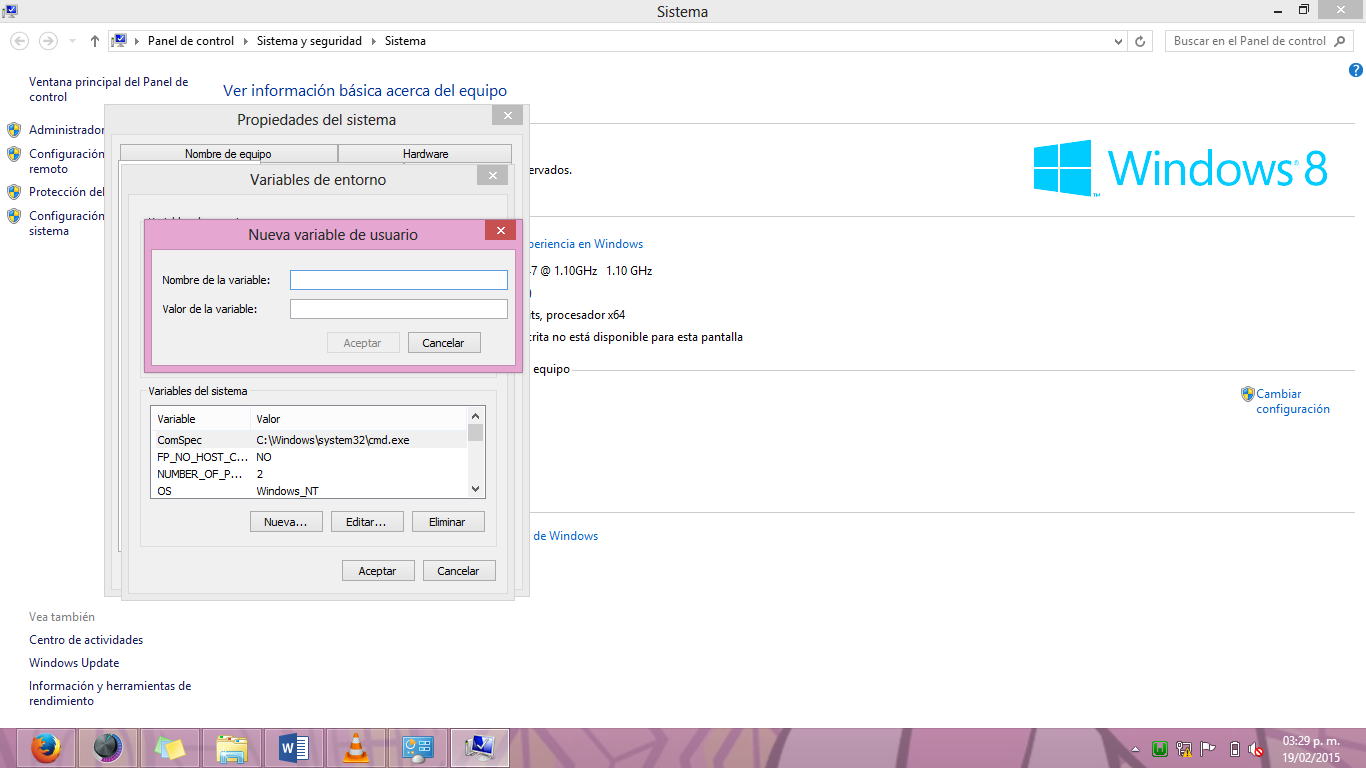 Sistema
Panel de control
Sistema y seguridad
Sistema
Buscar en el Panel de control
Ventana principal del Panel de
control
Administrador
Configuración
remoto
Protección del
Configuración
sistema
Ver información básica acerca del equipo
Propiedades del sistema
Nombre de equipo
Hardware
Variables de entorno
Nueva variable de usuario
Nombre de la variable:
Valor de la variable:
Aceptar
Cancelar
Variables del sistema
Variable Valor
ComSpec C:\Windows\system32\cmd.exe
FP_NO_HOST_C... NO
NUMBER_OF_P... 2
OS Windows_NT
Nueva...
Editar...
Eliminar
Aceptar
Cancelar
ervados.
Windows 8
periencia en Windows
7 @ 1.10GHz 1.10 GHz
ts, procesador x64
crita no está disponible para esta pantalla
equipo
Cambiar
configuración
de Windows
Vea también
Centro de actividades
Windows Update
Información y herramientas de
rendimiento
03:29 p. m.
19/02/2015